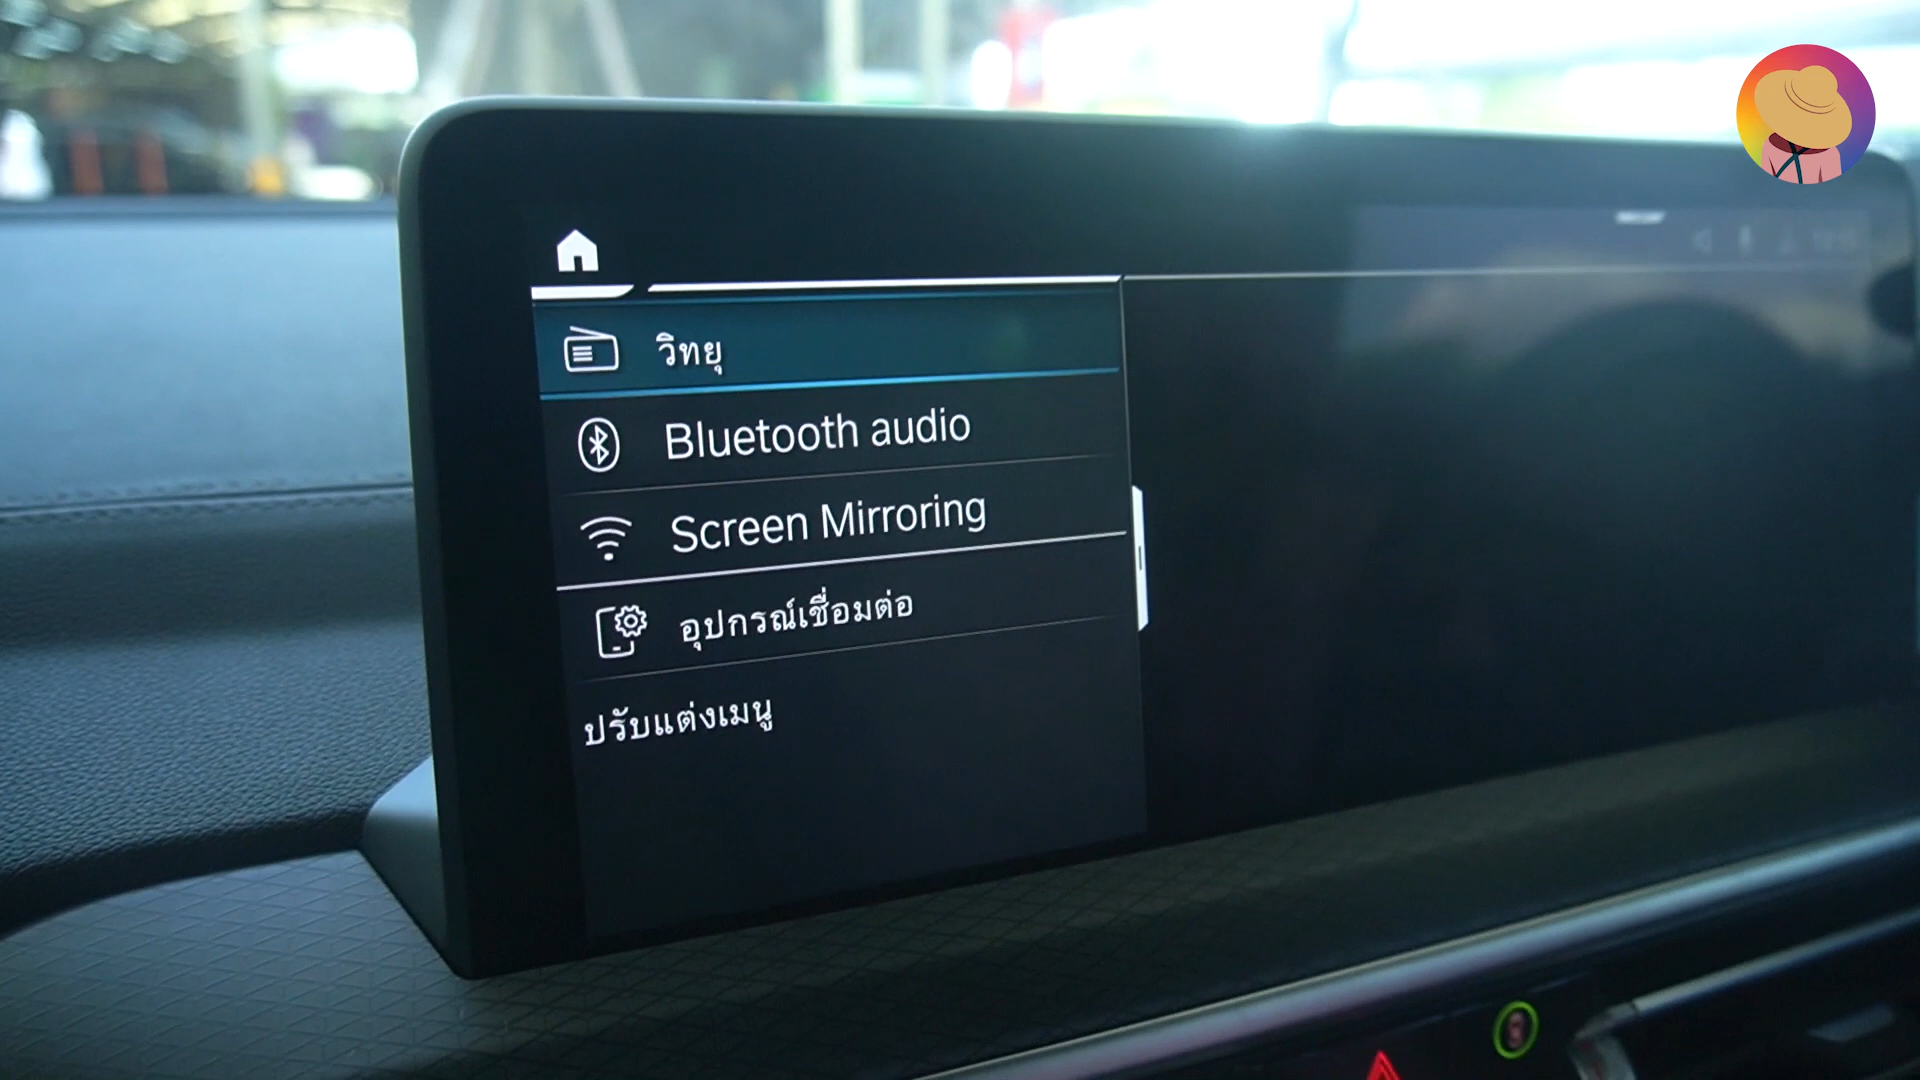 วิทยุ
Bluetooth audio
Screen Mirroring
อุปกรณ์เชื่อมต่อ
ปรับแต่งเมนู